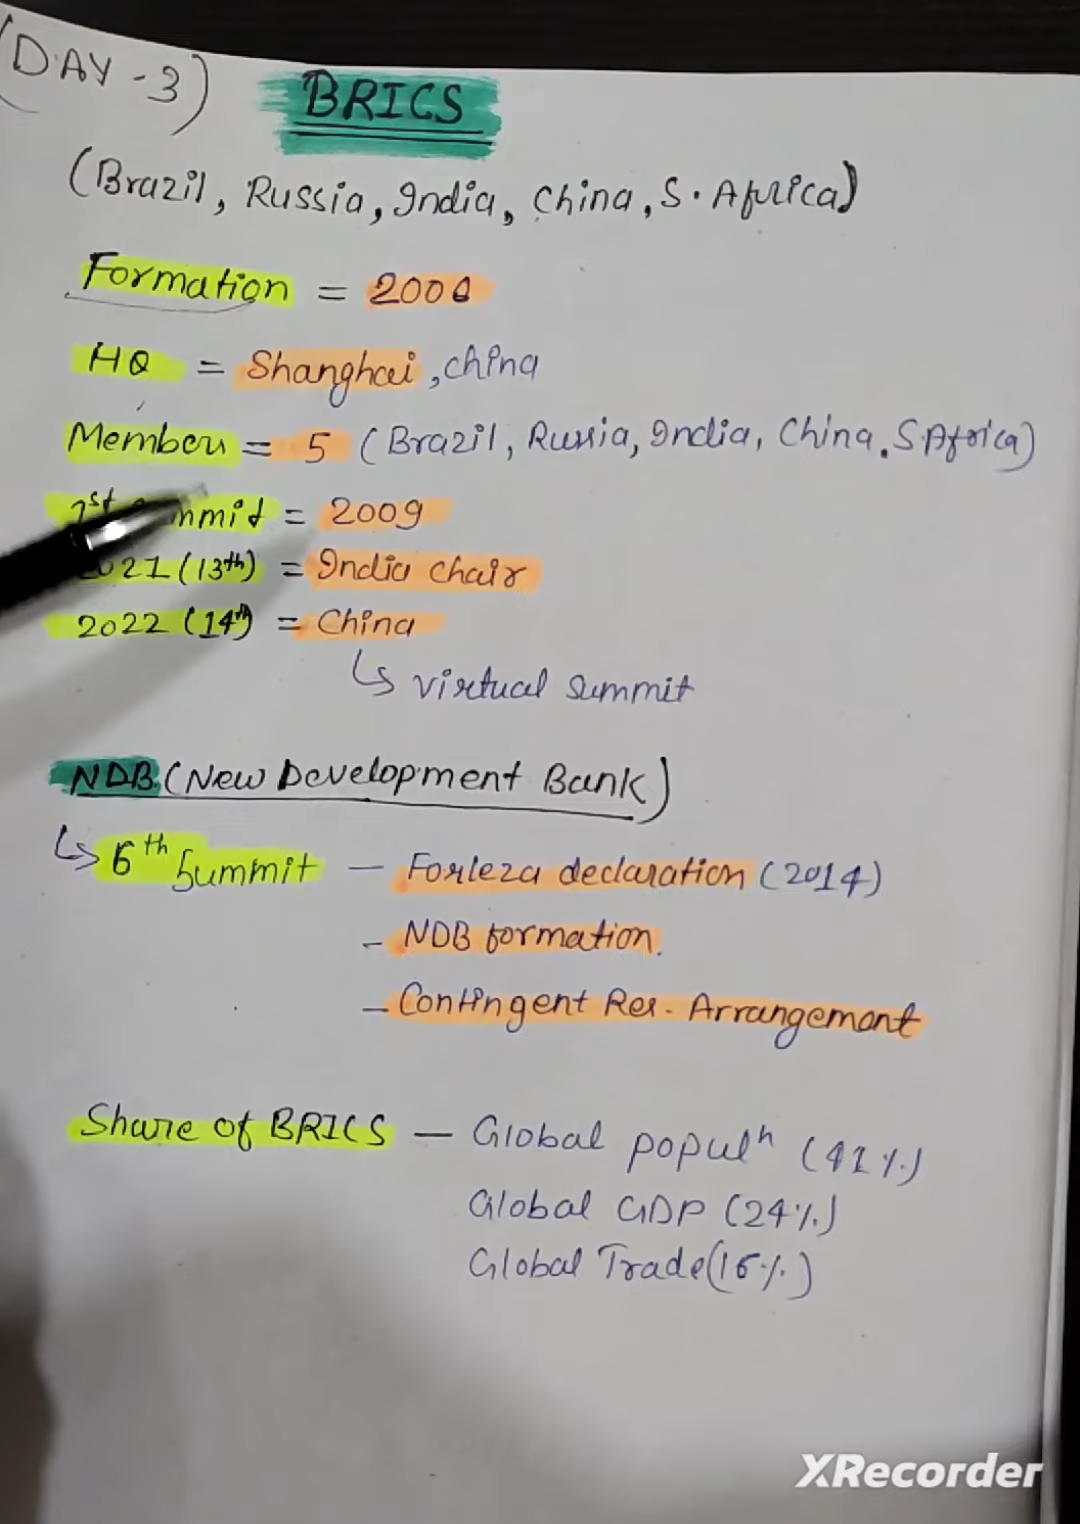 (DAY-3)
BRICS
(Brazil, Russia, India, China, S. Africa)
Formation = 2006
HQ = Shanghai, china
Members = 5 (Brazil, Russia, India, China, S.Africa)
1st Summit = 2009
2021 (13th) = India chair
2022 (14th) = China
↳ virtual summit
NDB (New Development Bank)
↳ 6th Summit — Forleza declaration (2014)
- NDB formation.
- Contingent Res. Arrangement
Share of BRICS — Global populn (41%)
Global GDP (24%)
Global Trade (16%)
XRecorder